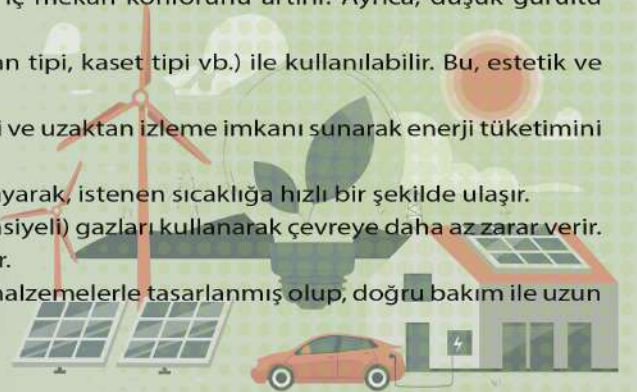 iç mekan konforunu artırır. Ayrıca, düşük gürültü
an tipi, kaset tipi vb.) ile kullanılabilir. Bu, estetik ve
i ve uzaktan izleme imkanı sunarak enerji tüketimini
ayarak, istenen sıcaklığa hızlı bir şekilde ulaşır.
siyeli) gazları kullanarak çevreye daha az zarar verir.
r.
malzemelerle tasarlanmış olup, doğru bakım ile uzun